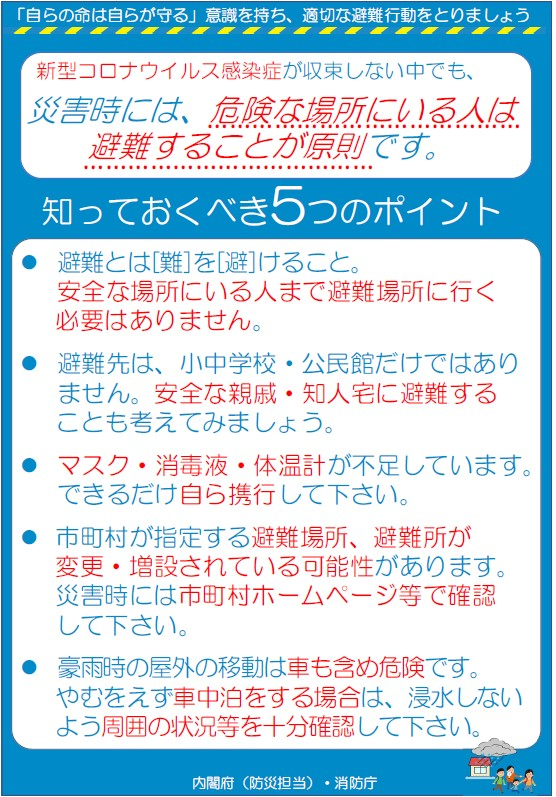 「自らの命は自らが守る」意識を持ち、適切な避難行動をとりましょう
新型コロナウイルス感染症が収束しない中でも、
災害時には、危険な場所にいる人は
避難することが原則です。
知っておくべき5つのポイント
● 避難とは[難]を[避]けること。
安全な場所にいる人まで避難場所に行く
必要はありません。
● 避難先は、小中学校・公民館だけではあり
ません。安全な親戚・知人宅に避難する
ことも考えてみましょう。
● マスク・消毒液・体温計が不足しています。
できるだけ自ら携行して下さい。
● 市町村が指定する避難場所、避難所が
変更・増設されている可能性があります。
災害時には市町村ホームページ等で確認
して下さい。
● 豪雨時の屋外の移動は車も含め危険です。
やむをえず車中泊をする場合は、浸水しない
よう周囲の状況等を十分確認して下さい。
内閣府（防災担当）・消防庁